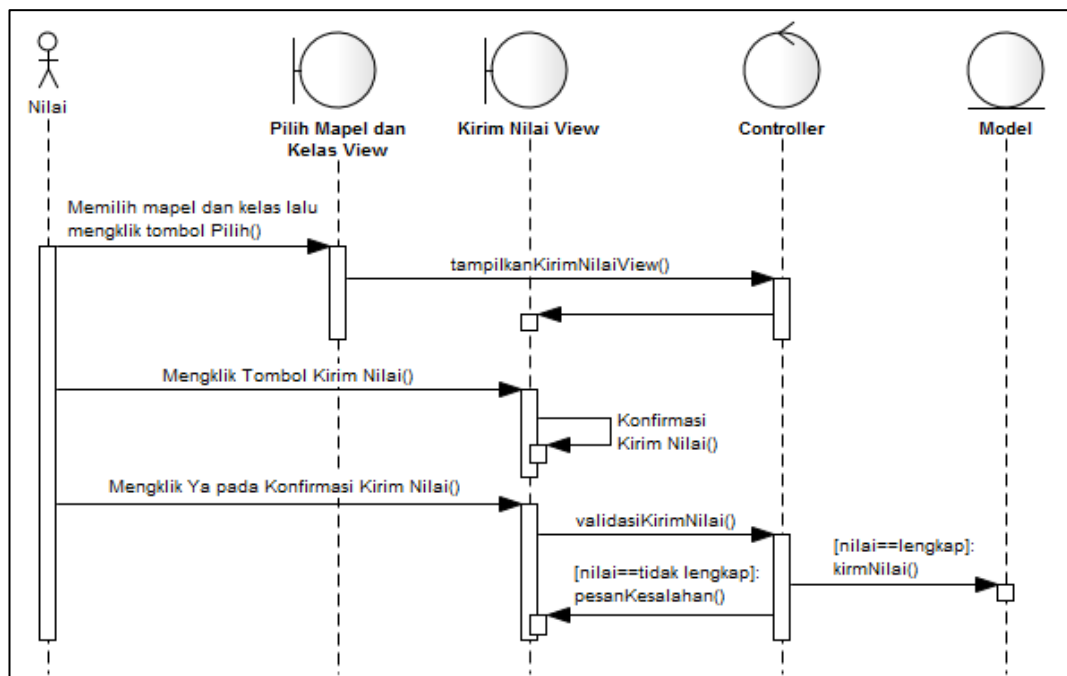 Nilai
Pilih Mapel dan
Kelas View
Kirim Nilai View
Controller
Model
Memilih mapel dan kelas lalu
mengklik tombol Pilih()
tampilkanKirimNilaiView()
Mengklik Tombol Kirim Nilai()
Konfirmasi
Kirim Nilai()
Mengklik Ya pada Konfirmasi Kirim Nilai()
validasiKirimNilai()
[nilai==lengkap]:
kirmNilai()
[nilai==tidak lengkap]:
pesanKesalahan()